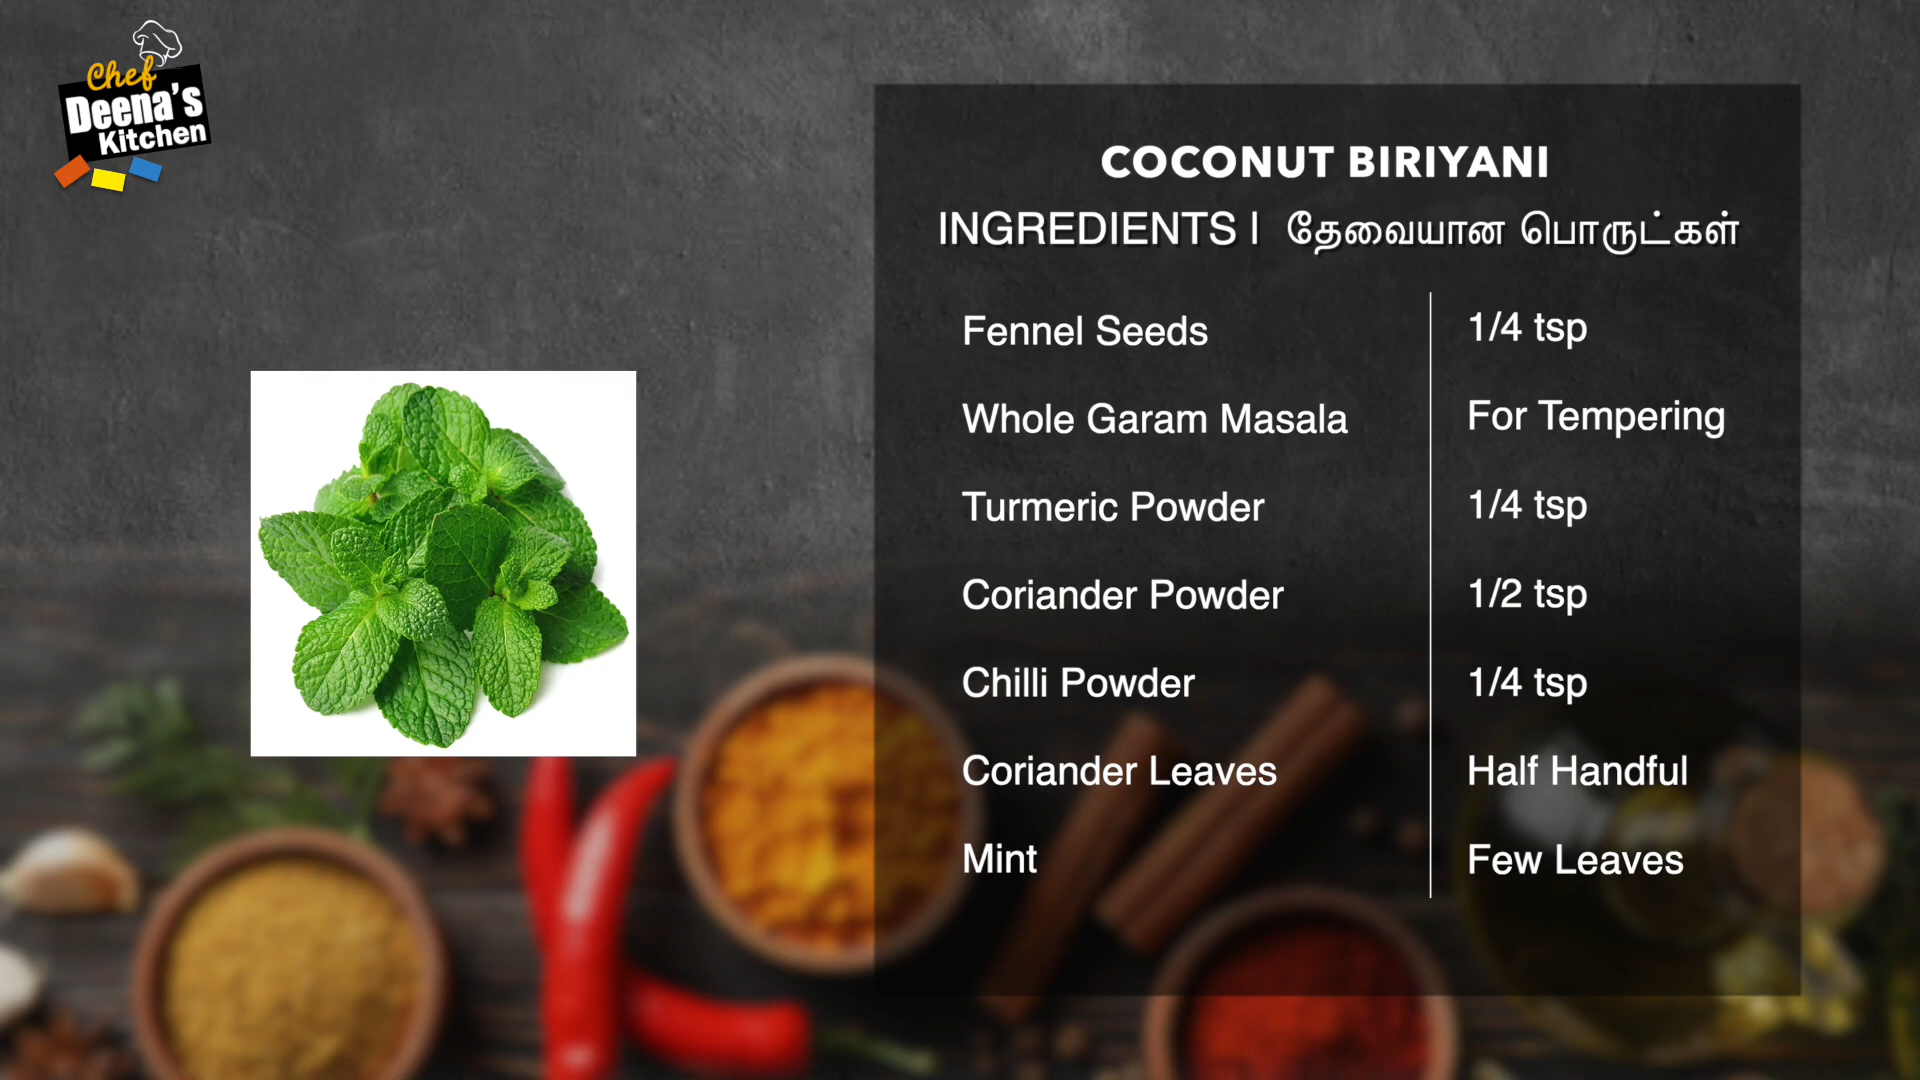 Chef
Deena's
Kitchen
COCONUT BIRIYANI
INGREDIENTS | தேவையான பொருட்கள்
Fennel Seeds 1/4 tsp
Whole Garam Masala For Tempering
Turmeric Powder 1/4 tsp
Coriander Powder 1/2 tsp
Chilli Powder 1/4 tsp
Coriander Leaves Half Handful
Mint Few Leaves